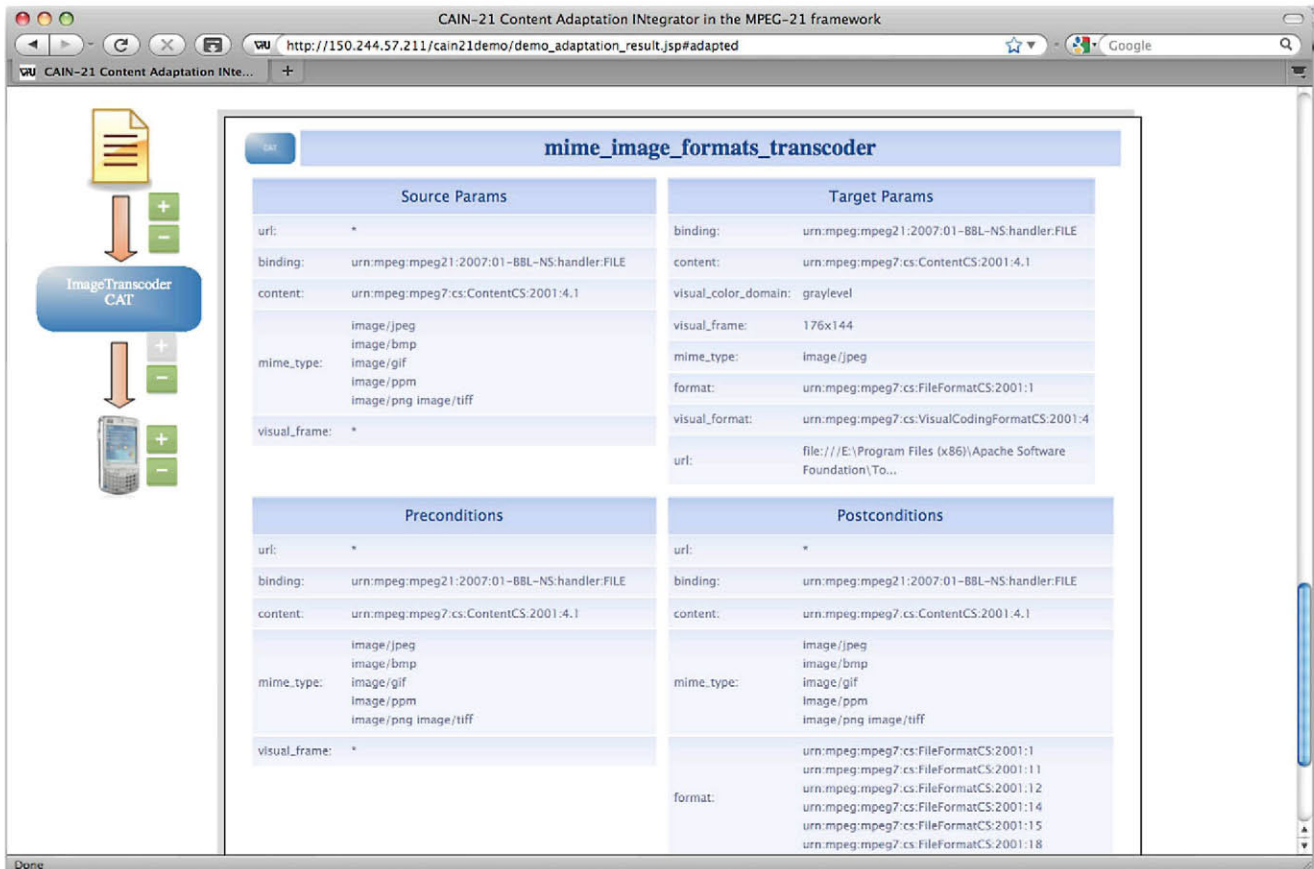 CAIN-21 Content Adaptation INtegrator in the MPEG-21 framework
http://150.244.57.211/cain21demo/demo_adaptation_result.jsp#adapted
Google
CAIN-21 Content Adaptation INte...
+
CAT
mime_image_formats_transcoder
+
−
ImageTranscoder
CAT
+
−
+
−
Source Params
url: *
binding: urn:mpeg:mpeg21:2007:01-BBL-NS:handler:FILE
content: urn:mpeg:mpeg7:cs:ContentCS:2001:4.1
mime_type:
image/jpeg
image/bmp
image/gif
image/ppm
image/png image/tiff
visual_frame: *
Target Params
binding: urn:mpeg:mpeg21:2007:01-BBL-NS:handler:FILE
content: urn:mpeg:mpeg7:cs:ContentCS:2001:4.1
visual_color_domain: graylevel
visual_frame: 176x144
mime_type: image/jpeg
format: urn:mpeg:mpeg7:cs:FileFormatCS:2001:1
visual_format: urn:mpeg:mpeg7:cs:VisualCodingFormatCS:2001:4
url:
file:///E:\Program Files (x86)\Apache Software
Foundation\To...
Preconditions
url: *
binding: urn:mpeg:mpeg21:2007:01-BBL-NS:handler:FILE
content: urn:mpeg:mpeg7:cs:ContentCS:2001:4.1
mime_type:
image/jpeg
image/bmp
image/gif
image/ppm
image/png image/tiff
visual_frame: *
Postconditions
url: *
binding: urn:mpeg:mpeg21:2007:01-BBL-NS:handler:FILE
content: urn:mpeg:mpeg7:cs:ContentCS:2001:4.1
mime_type:
image/jpeg
image/bmp
image/gif
image/ppm
image/png image/tiff
format:
urn:mpeg:mpeg7:cs:FileFormatCS:2001:1
urn:mpeg:mpeg7:cs:FileFormatCS:2001:11
urn:mpeg:mpeg7:cs:FileFormatCS:2001:12
urn:mpeg:mpeg7:cs:FileFormatCS:2001:14
urn:mpeg:mpeg7:cs:FileFormatCS:2001:15
urn:mpeg:mpeg7:cs:FileFormatCS:2001:18
Done